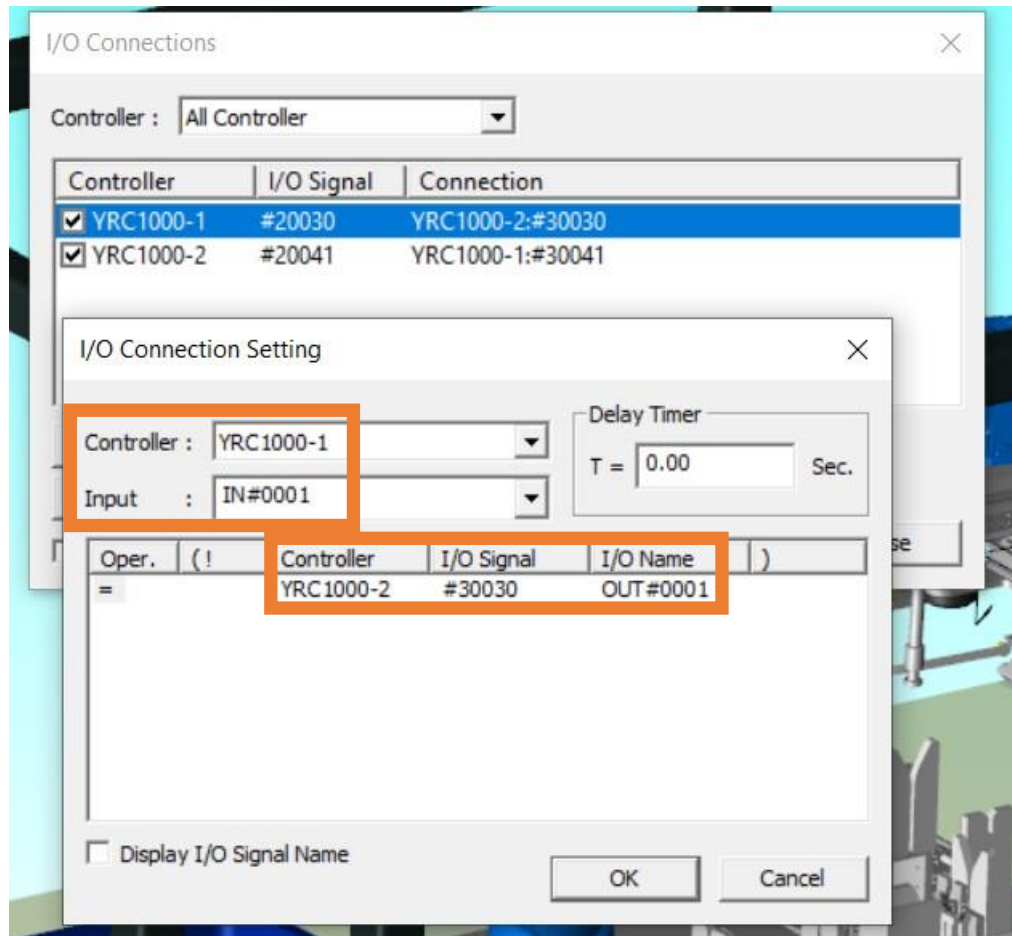 I/O Connections
Controller : All Controller
Controller I/O Signal Connection
YRC1000-1 #20030 YRC1000-2:#30030
YRC1000-2 #20041 YRC1000-1:#30041
I/O Connection Setting
Controller : YRC1000-1
Input : IN#0001
Delay Timer
T = 0.00 Sec.
se
Oper. ( ! Controller I/O Signal I/O Name )
= YRC1000-2 #30030 OUT#0001
Display I/O Signal Name
OK Cancel